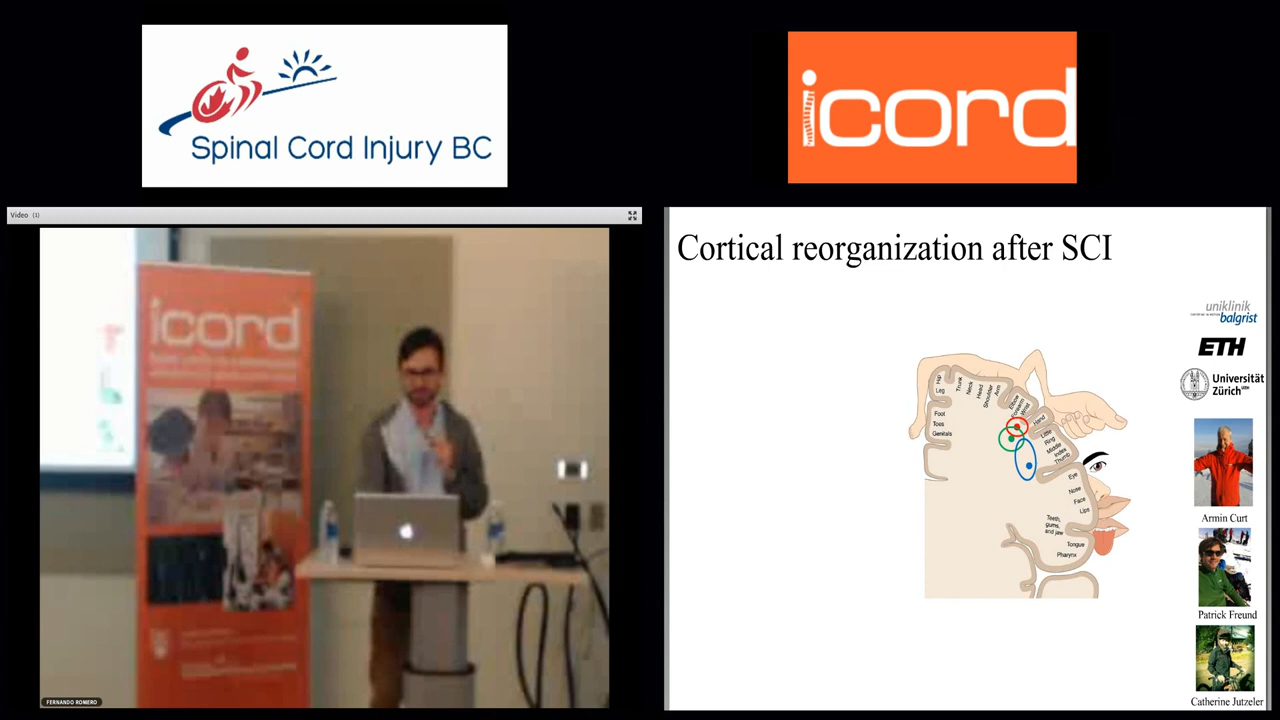 Spinal Cord Injury BC
icord
Video (1)
icord
FERNANDO ROMERO
Cortical reorganization after SCI
uniklinik
balgrist
ETH
Universität
Zürich UZH
Armin Curt
Patrick Freund
Catherine Jutzeler
Hip
Leg
Trunk
Neck
Head
Shoulder
Arm
Elbow
Forearm
Wrist
Hand
Little
Ring
Middle
Index
Thumb
Foot
Toes
Genitals
Eye
Nose
Face
Lips
Teeth,
gums,
and jaw
Tongue
Pharynx